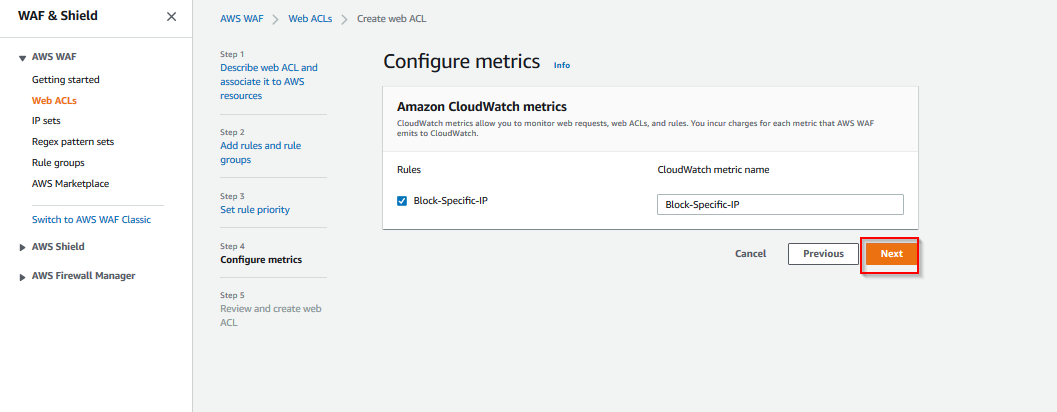 WAF & Shield
AWS WAF
Getting started
Web ACLs
IP sets
Regex pattern sets
Rule groups
AWS Marketplace
Switch to AWS WAF Classic
AWS Shield
AWS Firewall Manager
AWS WAF
Web ACLs
Create web ACL
Step 1
Describe web ACL and
associate it to AWS
resources
Step 2
Add rules and rule
groups
Step 3
Set rule priority
Step 4
Configure metrics
Step 5
Review and create web
ACL
Configure metrics Info
Amazon CloudWatch metrics
CloudWatch metrics allow you to monitor web requests, web ACLs, and rules. You incur charges for each metric that AWS WAF
emits to CloudWatch.
Rules
CloudWatch metric name
Block-Specific-IP
Block-Specific-IP
Cancel
Previous
Next